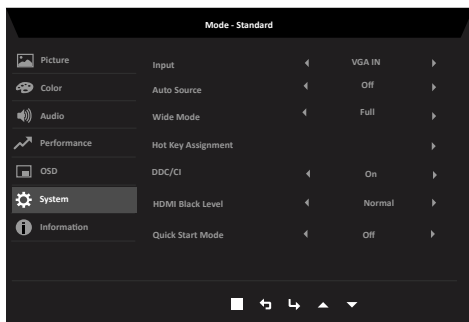 Mode - Standard
Picture
Color
Audio
Performance
OSD
System
Information
Input VGA IN
Auto Source Off
Wide Mode Full
Hot Key Assignment
DDC/CI On
HDMI Black Level Normal
Quick Start Mode Off